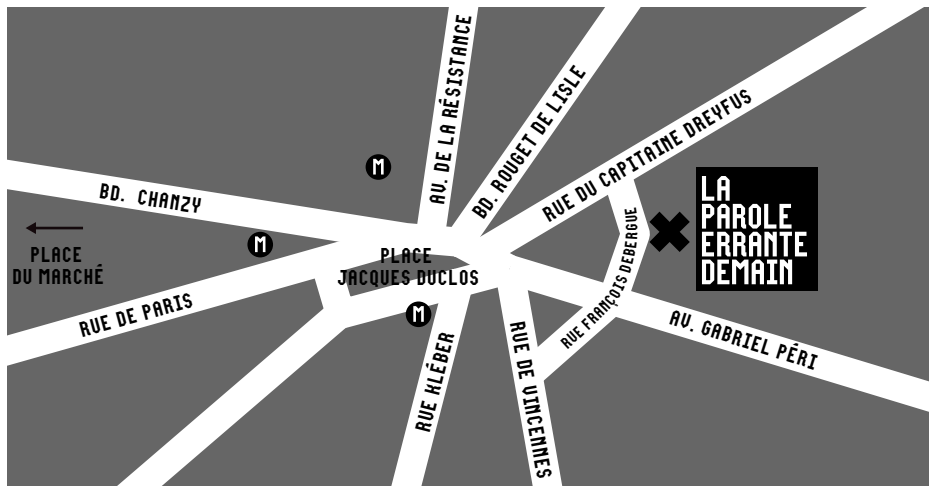 AV. DE LA RÉSISTANCE
BD. ROUGET DE LISLE
RUE DU CAPITAINE DREYFUS
M
BD. CHANZY
LA
PAROLE
ERRANTE
DEMAIN
M
PLACE
DU MARCHÉ
PLACE
JACQUES DUCLOS
RUE FRANÇOIS DEBERGUE
M
RUE DE PARIS
AV. GABRIEL PÉRI
RUE KLÉBER
RUE DE VINCENNES